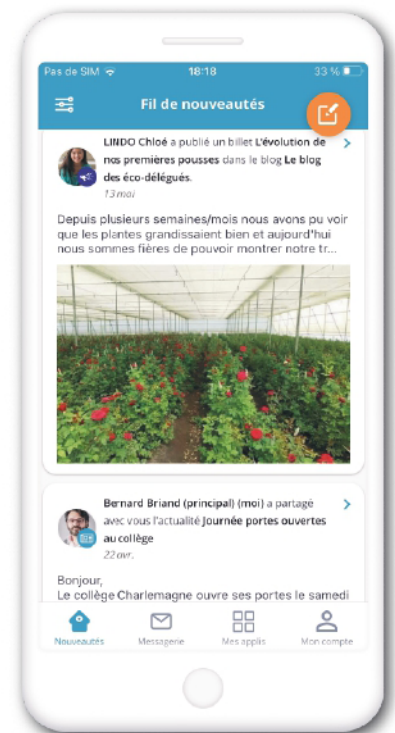 Pas de SIM 18:18 33 %
Fil de nouveautés
LINDO Chloé a publié un billet L'évolution de
nos premières pousses dans le blog Le blog
des éco-délégués.
13 mai
Depuis plusieurs semaines/mois nous avons pu voir
que les plantes grandissaient bien et aujourd'hui
nous sommes fières de pouvoir montrer notre tr...
Bernard Briand (principal) (moi) a partagé
avec vous l'actualité Journée portes ouvertes
au collège
22 avr.
Bonjour,
Le collège Charlemagne ouvre ses portes le samedi
Nouveautés Messagerie Mes applis Mon compte